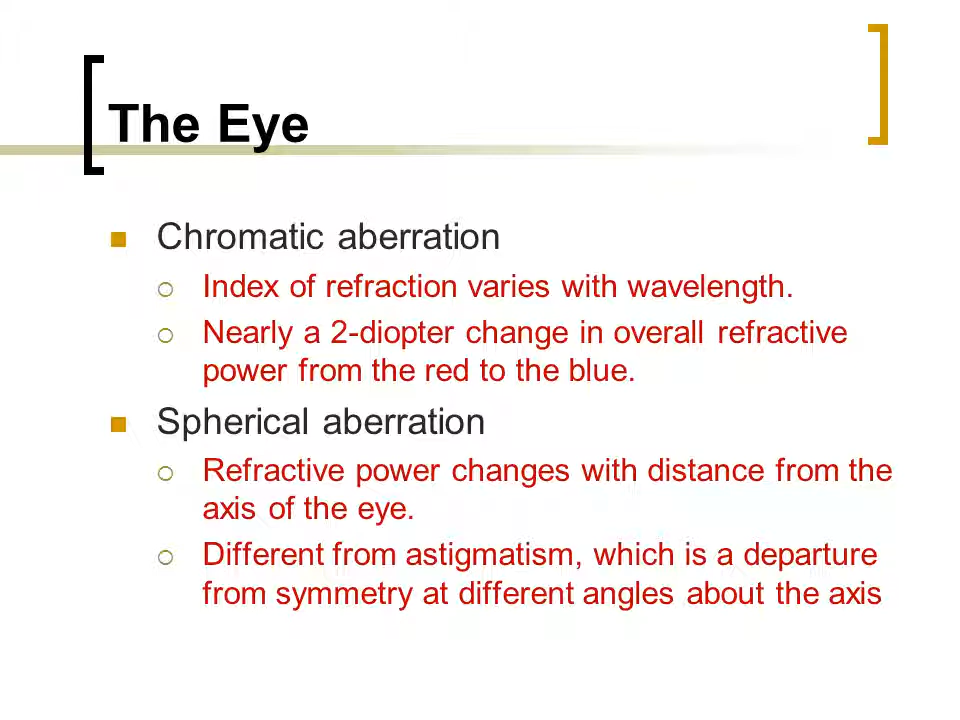 The Eye
Chromatic aberration
Index of refraction varies with wavelength.
Nearly a 2-diopter change in overall refractive
power from the red to the blue.
Spherical aberration
Refractive power changes with distance from the
axis of the eye.
Different from astigmatism, which is a departure
from symmetry at different angles about the axis